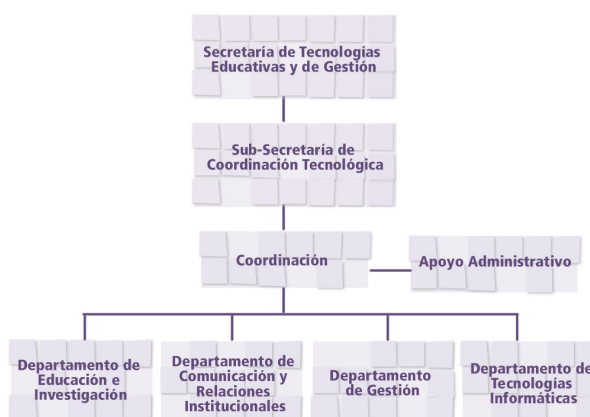 Secretaría de Tecnologías
Educativas y de Gestión
Sub-Secretaría de
Coordinación Tecnológica
Coordinación
Apoyo Administrativo
Departamento de
Educación e
Investigación
Departamento de
Comunicación y
Relaciones
Institucionales
Departamento
de Gestión
Departamento de
Tecnologías
Informáticas